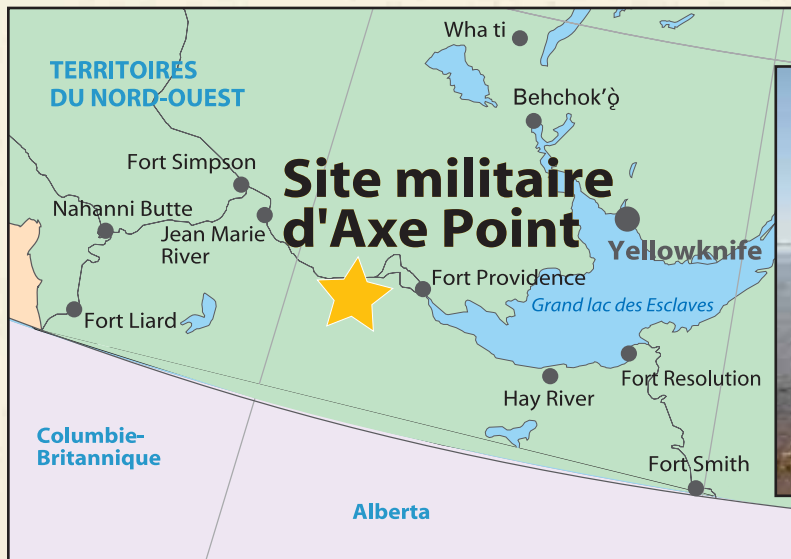 Wha ti
TERRITOIRES
DU NORD-OUEST
Behchok'ǫ̀
Fort Simpson
Site militaire
d'Axe Point
Nahanni Butte
Jean Marie
River
Yellowknife
Fort Providence
Grand lac des Esclaves
Fort Liard
Fort Resolution
Hay River
Columbie-
Britannique
Fort Smith
Alberta